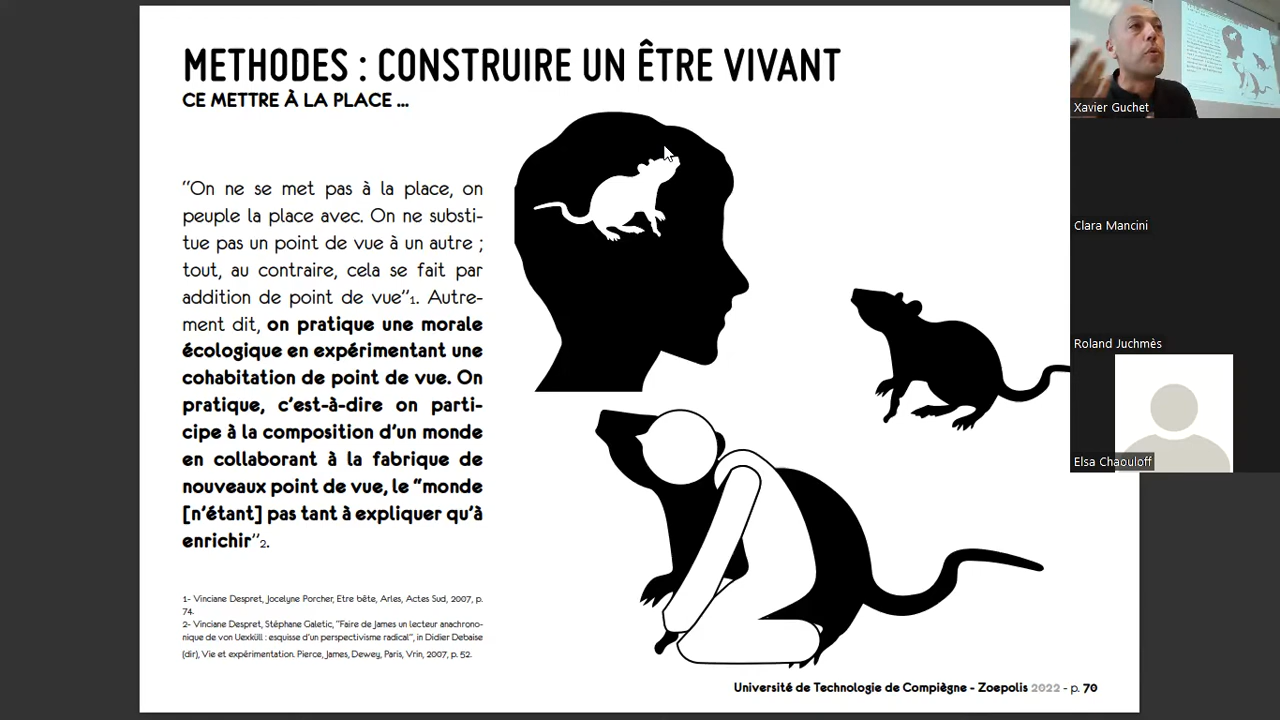 METHODES : CONSTRUIRE UN ÊTRE VIVANT
CE METTRE À LA PLACE ...
"On ne se met pas à la place, on
peuple la place avec. On ne substi-
tue pas un point de vue à un autre ;
tout, au contraire, cela se fait par
addition de point de vue"1. Autre-
ment dit, on pratique une morale
écologique en expérimentant une
cohabitation de point de vue. On
pratique, c'est-à-dire on parti-
cipe à la composition d'un monde
en collaborant à la fabrique de
nouveaux point de vue, le "monde
[n'étant] pas tant à expliquer qu'à
enrichir"2.
1- Vinciane Despret, Jocelyne Porcher, Etre bête, Arles, Actes Sud, 2007, p.
74.
2- Vinciane Despret, Stéphane Galetic, "Faire de James un lecteur anachro-
nique de von Uexküll : esquisse d'un perspectivisme radical", in Didier Debaise
(dir), Vie et expérimentation. Pierce, James, Dewey, Paris, Vrin, 2007, p. 52.
Université de Technologie de Compiègne - Zoepolis 2022 - p. 70
Xavier Guchet
Clara Mancini
Roland Juchmès
Elsa Chaouloff